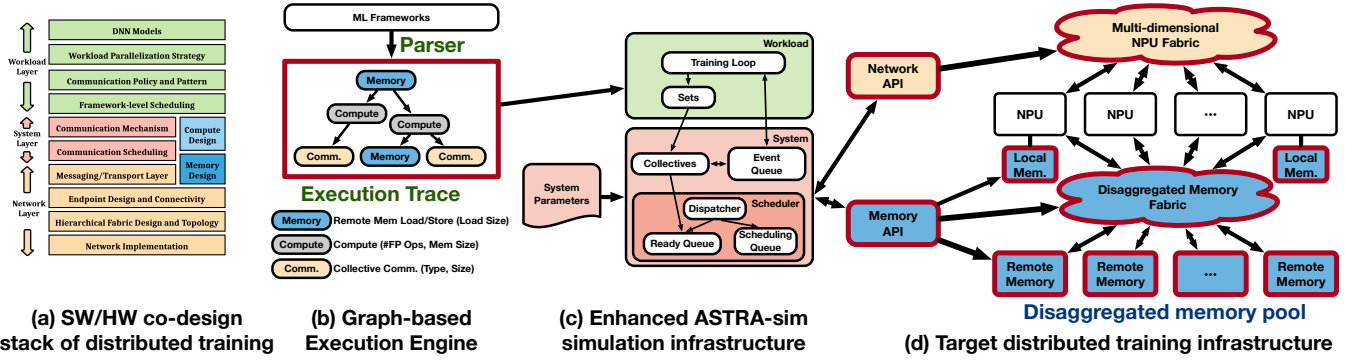 DNN Models
Workload Parallelization Strategy
Communication Policy and Pattern
Framework-level Scheduling
Communication Mechanism
Communication Scheduling
Messaging/Transport Layer
Compute
Design
Memory
Design
Endpoint Design and Connectivity
Hierarchical Fabric Design and Topology
Network Implementation
Workload
Layer
System
Layer
Network
Layer
(a) SW/HW co-design
stack of distributed training
ML Frameworks
Parser
Memory
Compute
Compute
Comm.
Memory
Comm.
Execution Trace
Memory Remote Mem Load/Store (Load Size)
Compute Compute (#FP Ops, Mem Size)
Comm. Collective Comm. (Type, Size)
(b) Graph-based
Execution Engine
Workload
Training Loop
Sets
System
Collectives
Event
Queue
System
Parameters
Scheduler
Dispatcher
Ready Queue
Scheduling
Queue
(c) Enhanced ASTRA-sim
simulation infrastructure
Network
API
Memory
API
Multi-dimensional
NPU Fabric
NPU
NPU
...
NPU
Local
Mem.
Local
Mem.
Disaggregated Memory
Fabric
Remote
Memory
Remote
Memory
...
Remote
Memory
Disaggregated memory pool
(d) Target distributed training infrastructure